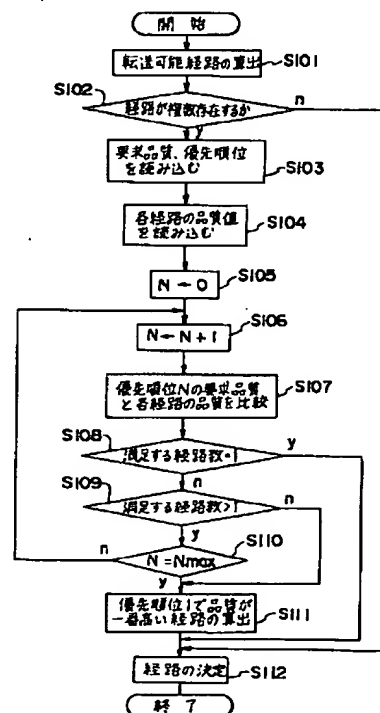 開始
転送可能経路の算出
S101
S102
経路が複数存在するか
n
y
要求品質、優先順位
を読み込む
S103
各経路の品質値
を読み込む
S104
N←0
S105
N←N+1
S106
優先順位Nの要求品質
と各経路の品質を比較
S107
S108
満足する経路数=1
y
n
S109
満足する経路数>1
n
y
n
N=Nmax
S110
y
優先順位1で品質が
一番高い経路の算出
S111
経路の決定
S112
終了